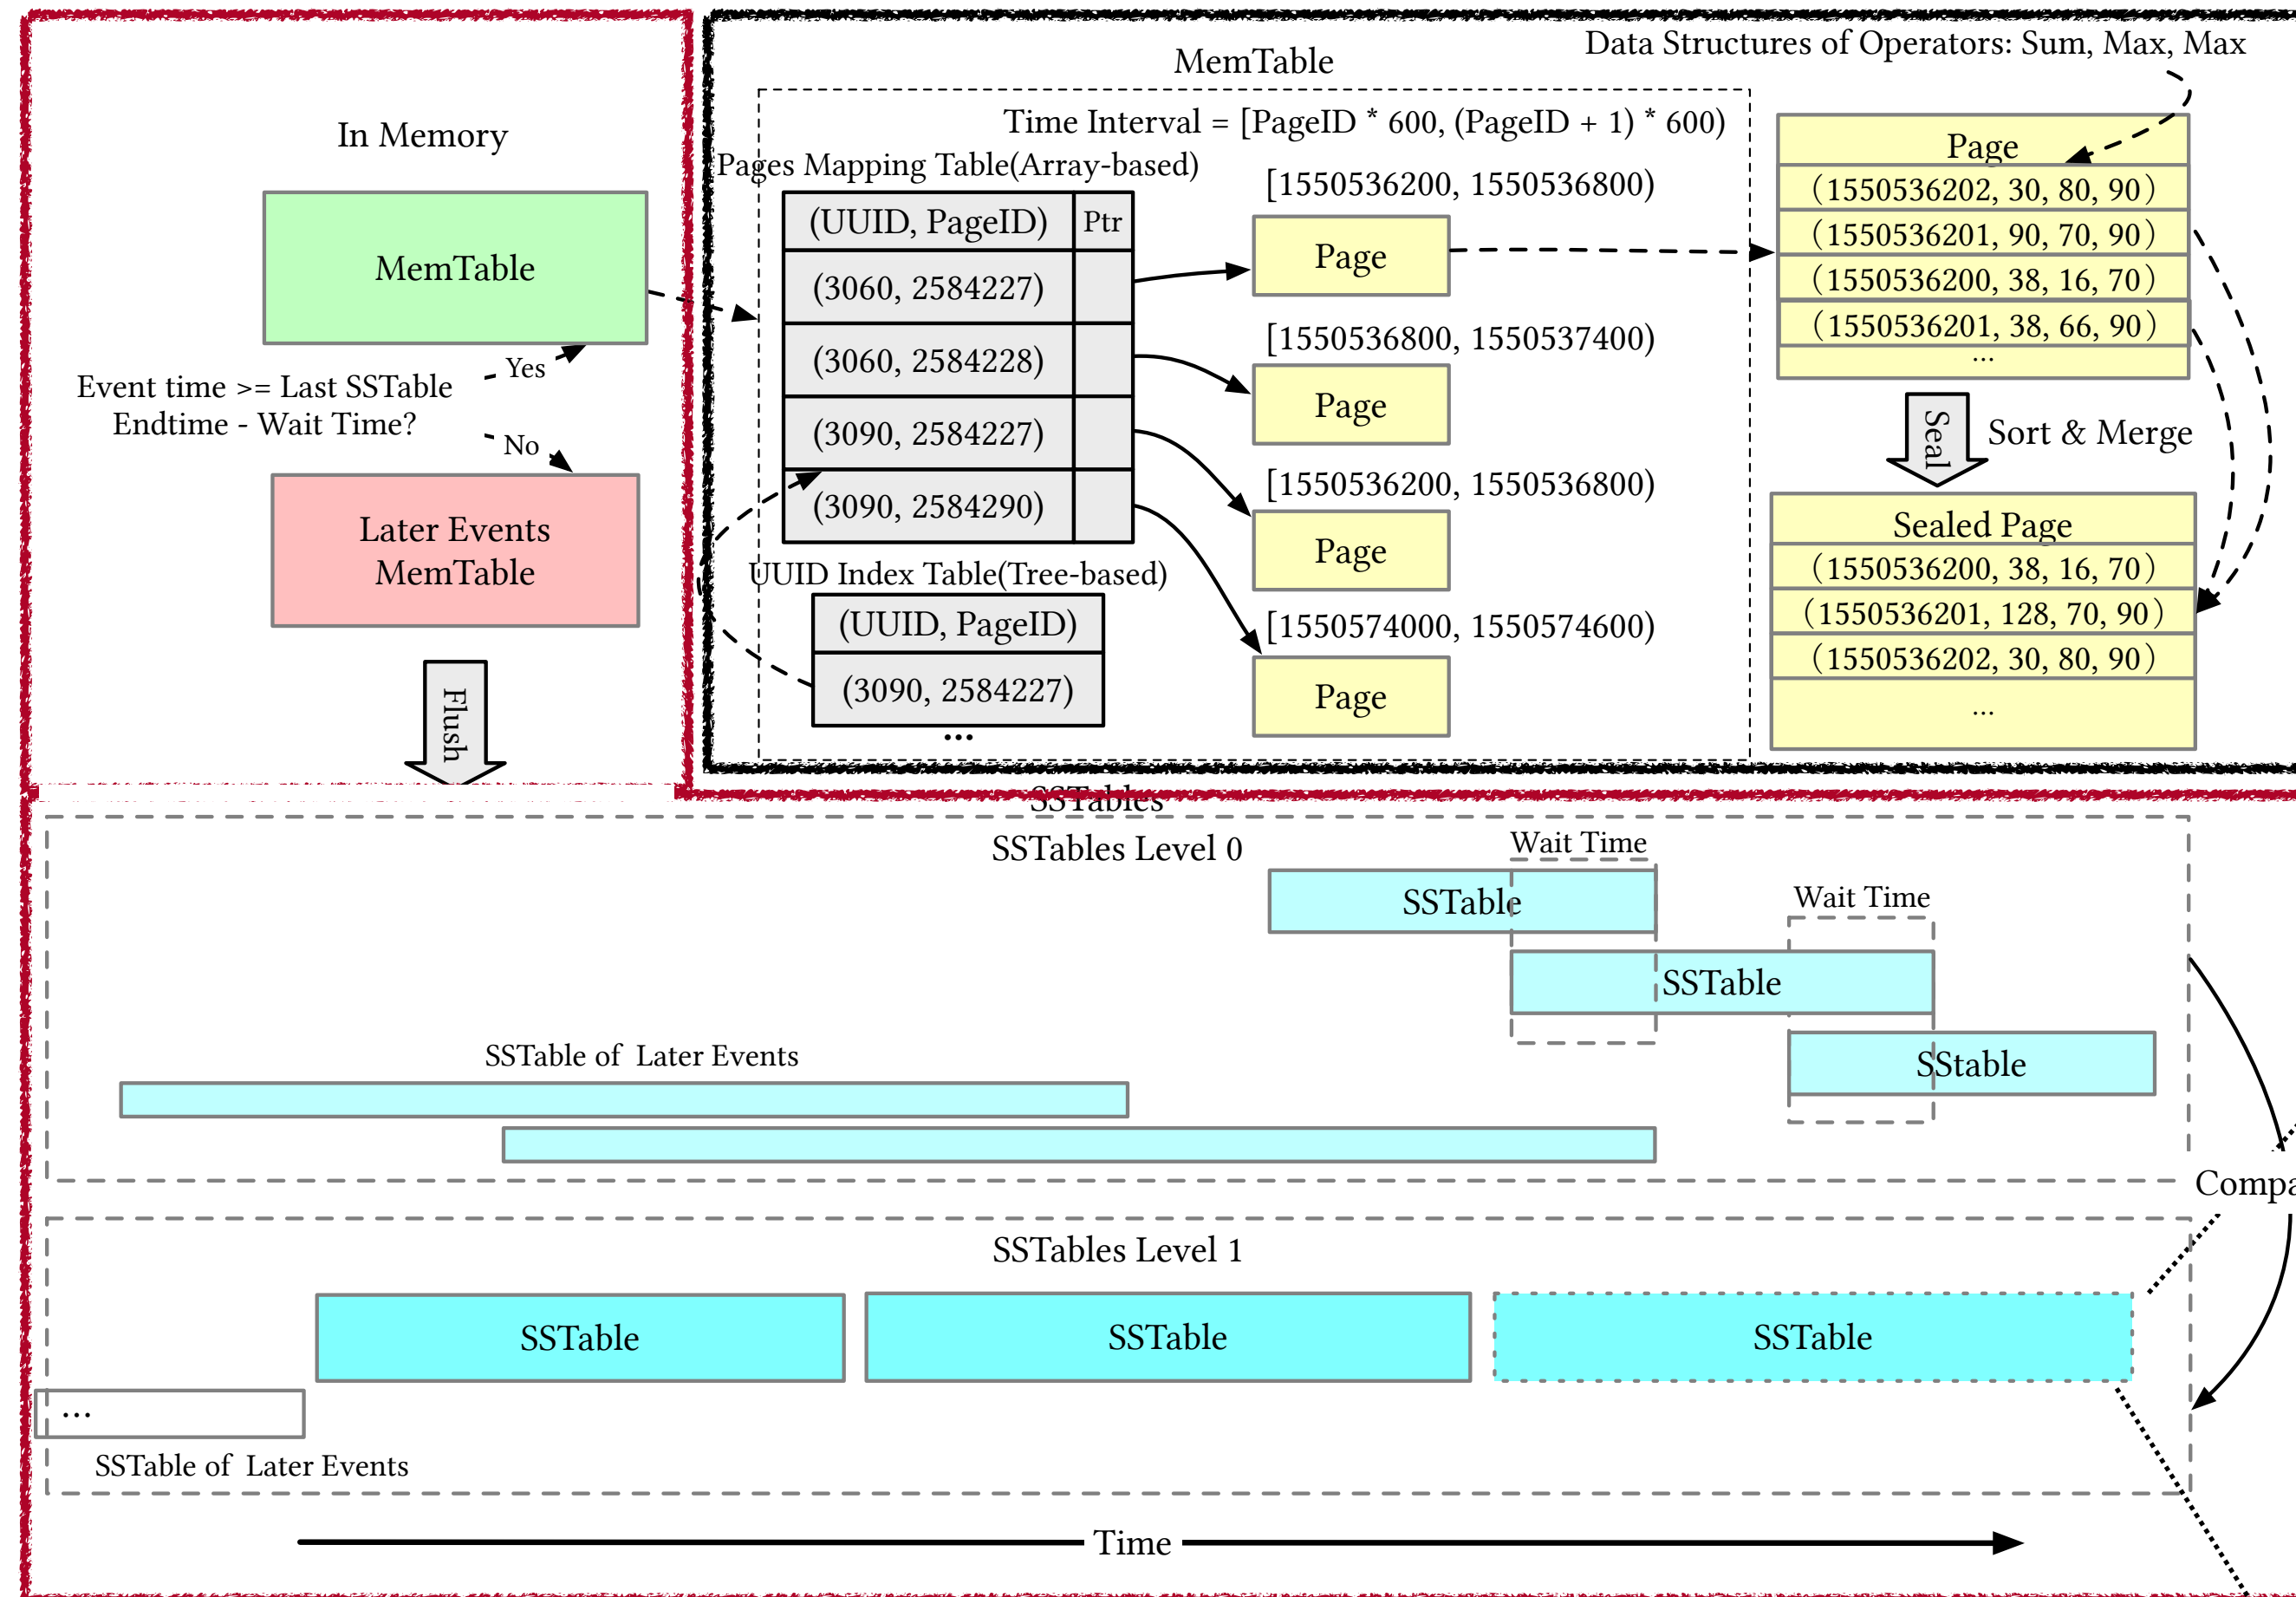 In Memory
MemTable
Event time >= Last SSTable
Endtime - Wait Time?
Yes
No
Later Events
MemTable
Flush
MemTable
Data Structures of Operators: Sum, Max, Max
Time Interval = [PageID * 600, (PageID + 1) * 600)
Pages Mapping Table(Array-based)
(UUID, PageID) Ptr
(3060, 2584227)
(3060, 2584228)
(3090, 2584227)
(3090, 2584290)
UUID Index Table(Tree-based)
(UUID, PageID)
(3090, 2584227)
...
[1550536200, 1550536800)
Page
[1550536800, 1550537400)
Page
[1550536200, 1550536800)
Page
[1550574000, 1550574600)
Page
Page
(1550536202, 30, 80, 90)
(1550536201, 90, 70, 90)
(1550536200, 38, 16, 70)
(1550536201, 38, 66, 90)
...
Seal
Sort & Merge
Sealed Page
(1550536200, 38, 16, 70)
(1550536201, 128, 70, 90)
(1550536202, 30, 80, 90)
...
SSTables
SSTables Level 0
Wait Time
SSTable
Wait Time
SSTable
SStable
SSTable of Later Events
Compa
SSTables Level 1
SSTable
SSTable
SSTable
...
SSTable of Later Events
Time